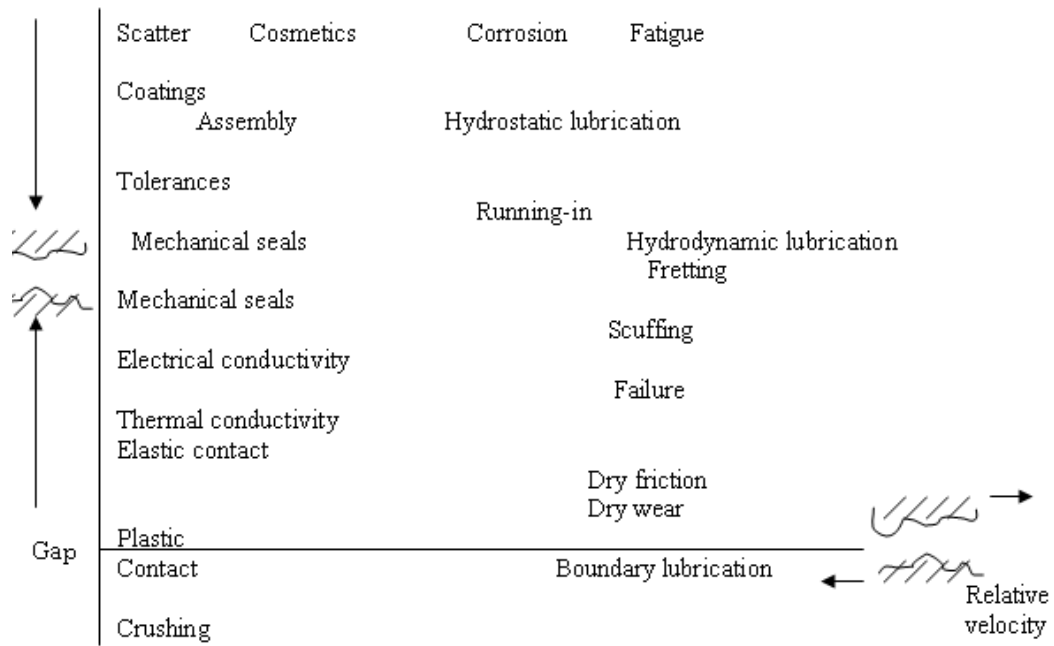 Scatter Cosmetics Corrosion Fatigue
Coatings
Assembly Hydrostatic lubrication
Tolerances
Running-in
Mechanical seals Hydrodynamic lubrication
Fretting
Mechanical seals
Scuffing
Electrical conductivity
Failure
Thermal conductivity
Elastic contact
Dry friction
Dry wear
Plastic
Gap
Contact Boundary lubrication
Relative
velocity
Crushing